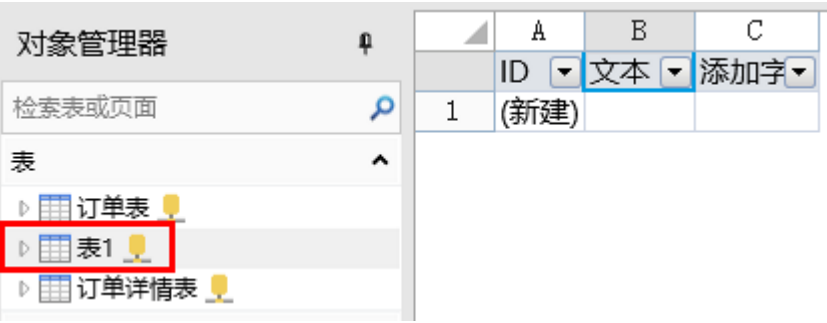 对象管理器
检索表或页面
表
订单表
表1
订单详情表
A B C
ID 文本 添加字
1 (新建)